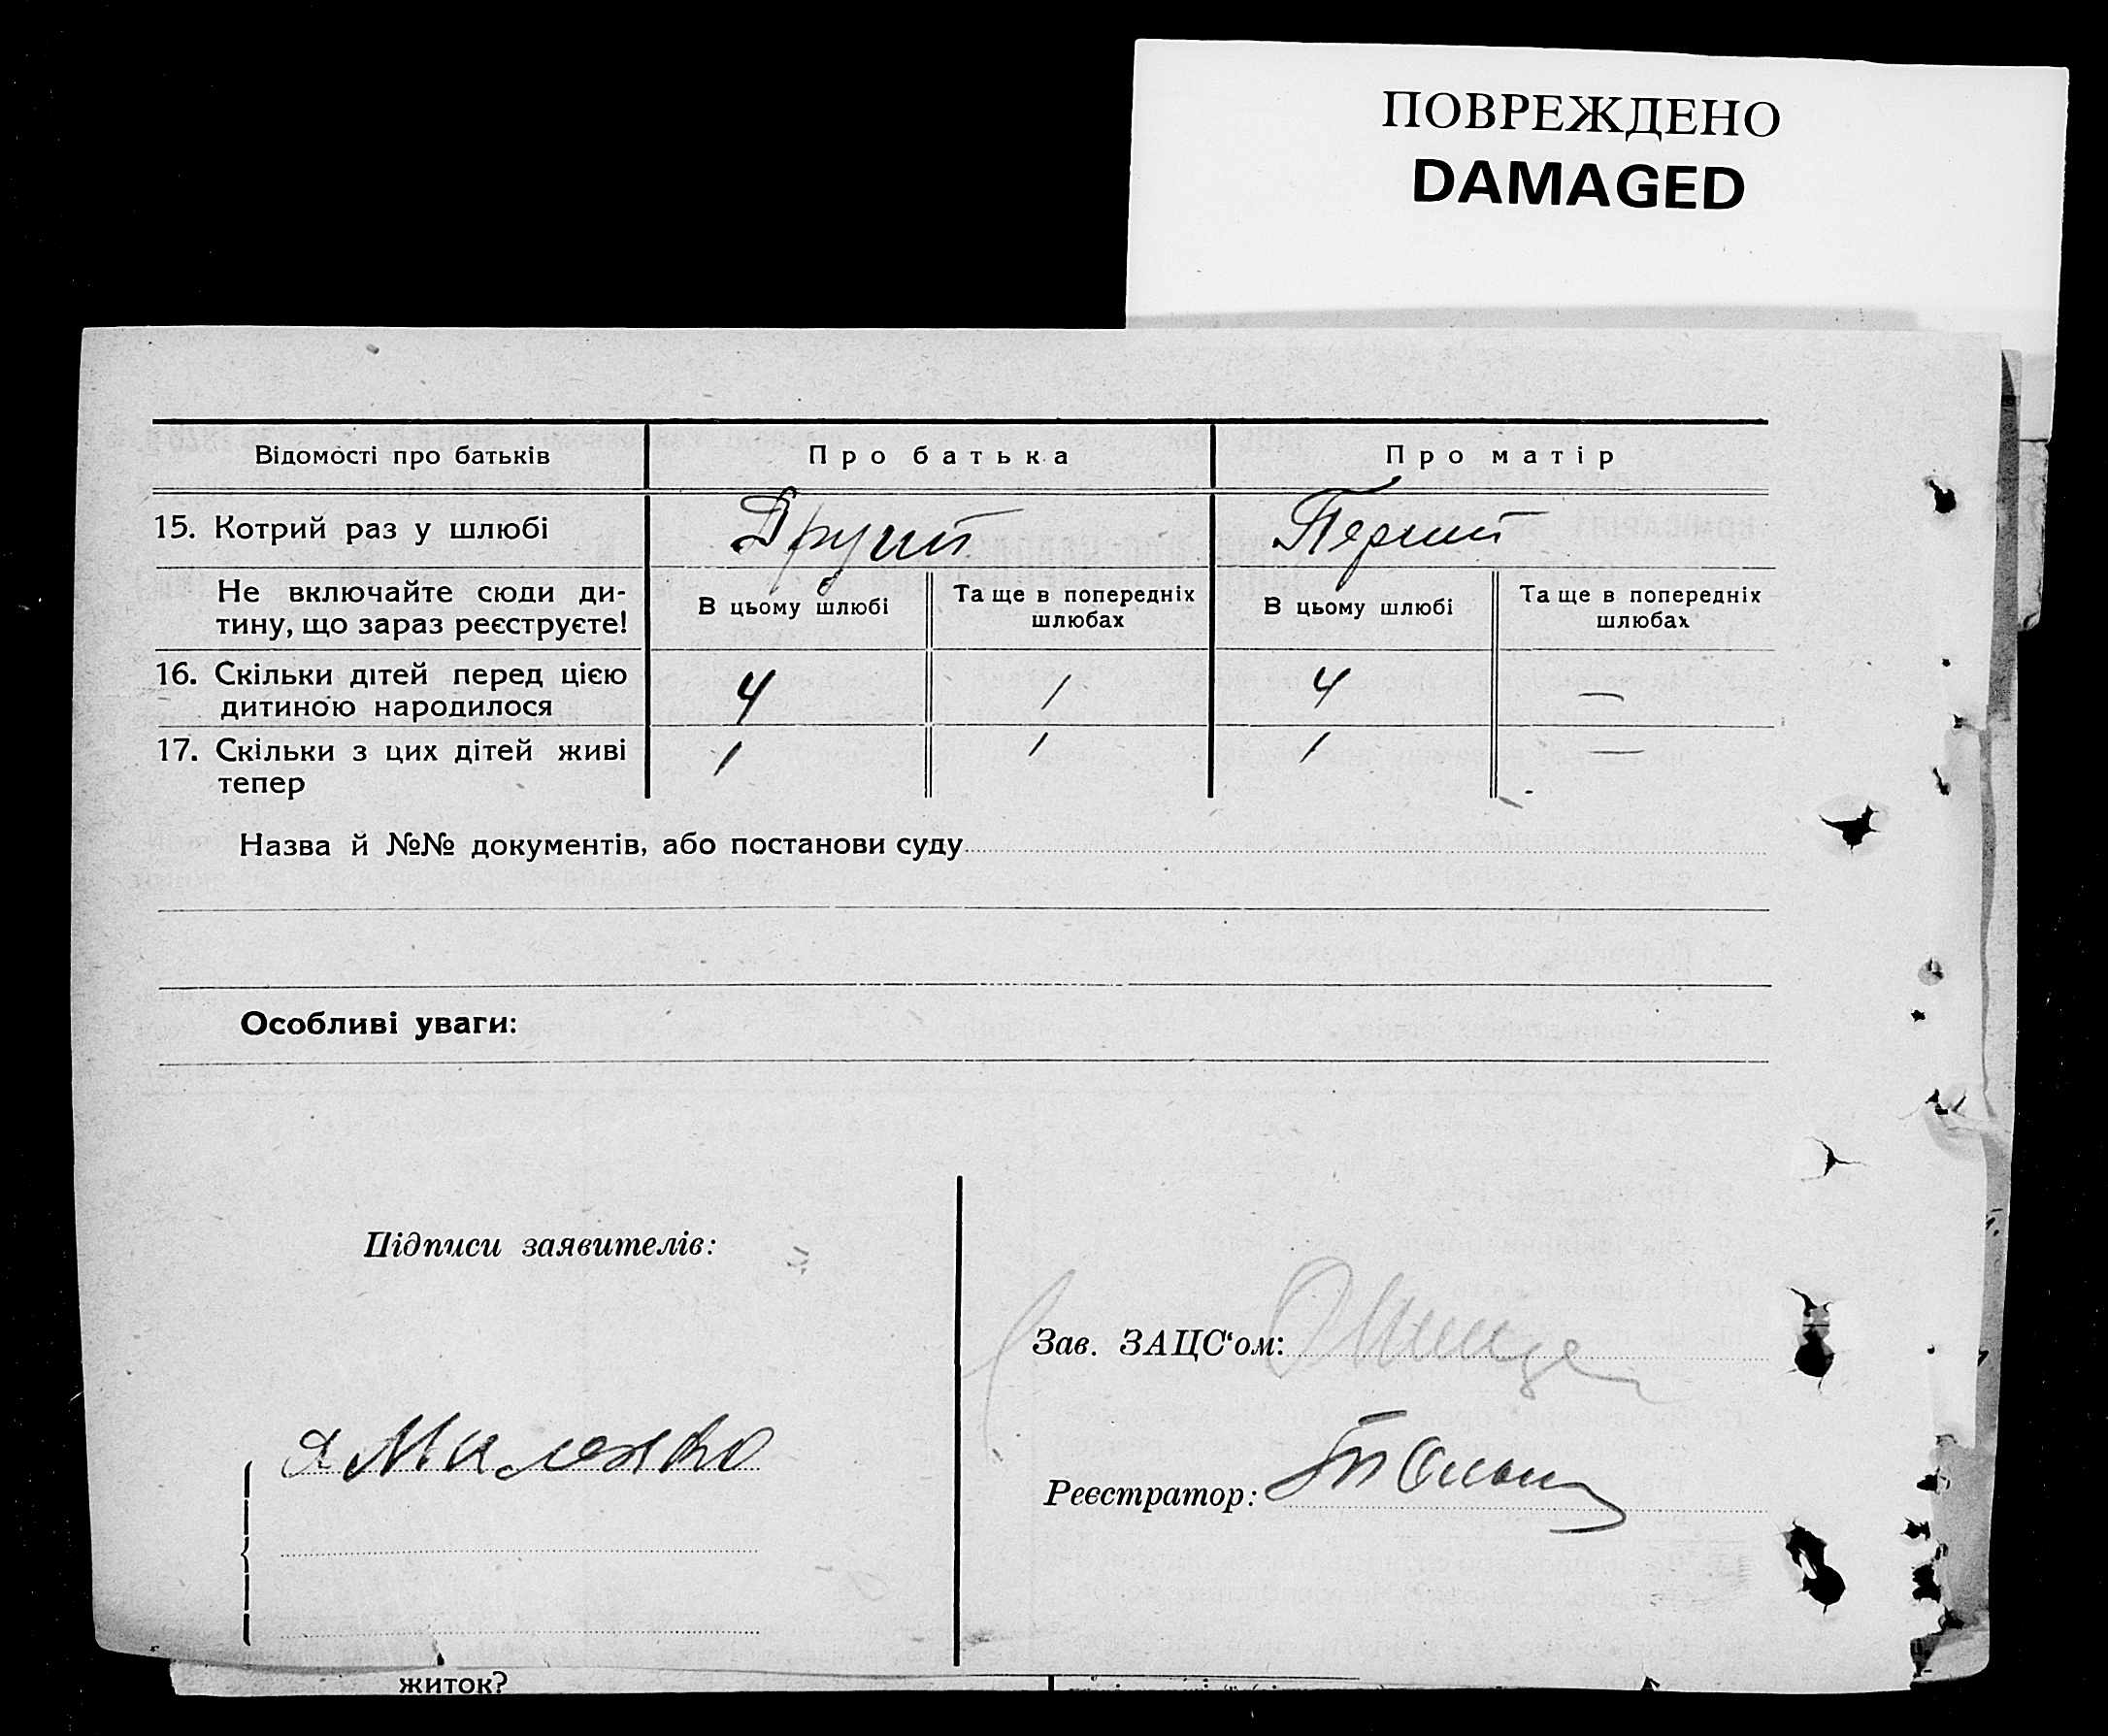 ПОВРЕЖДЕНО
DAMAGED
Відомості про батьків Про батька Про матір
15. Котрий раз у шлюбі Другий Перший
Не включайте сюди ди-
тину, що зараз реєструєте! В цьому шлюбі Та ще в попередніх шлюбах В цьому шлюбі Та ще в попередніх шлюбах
16. Скільки дітей перед цією
дитиною народилося 4 1 4 —
17. Скільки з цих дітей живі
тепер 1 1 1 —
Назва й №№ документів, або постанови суду
Особливі уваги:
Підписи заявителів:
Зав. ЗАЦС‘ом:
Реєстратор:
житок?